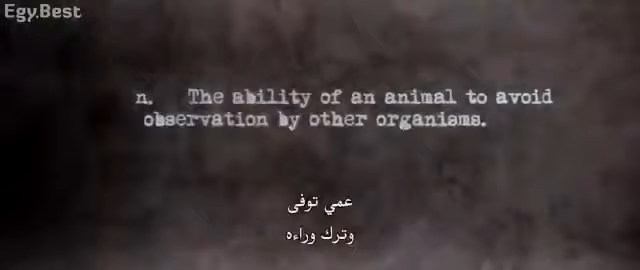 Egy.Best
n. The ability of an animal to avoid
observation by other organisms.
عمي توفى
وترك وراءه